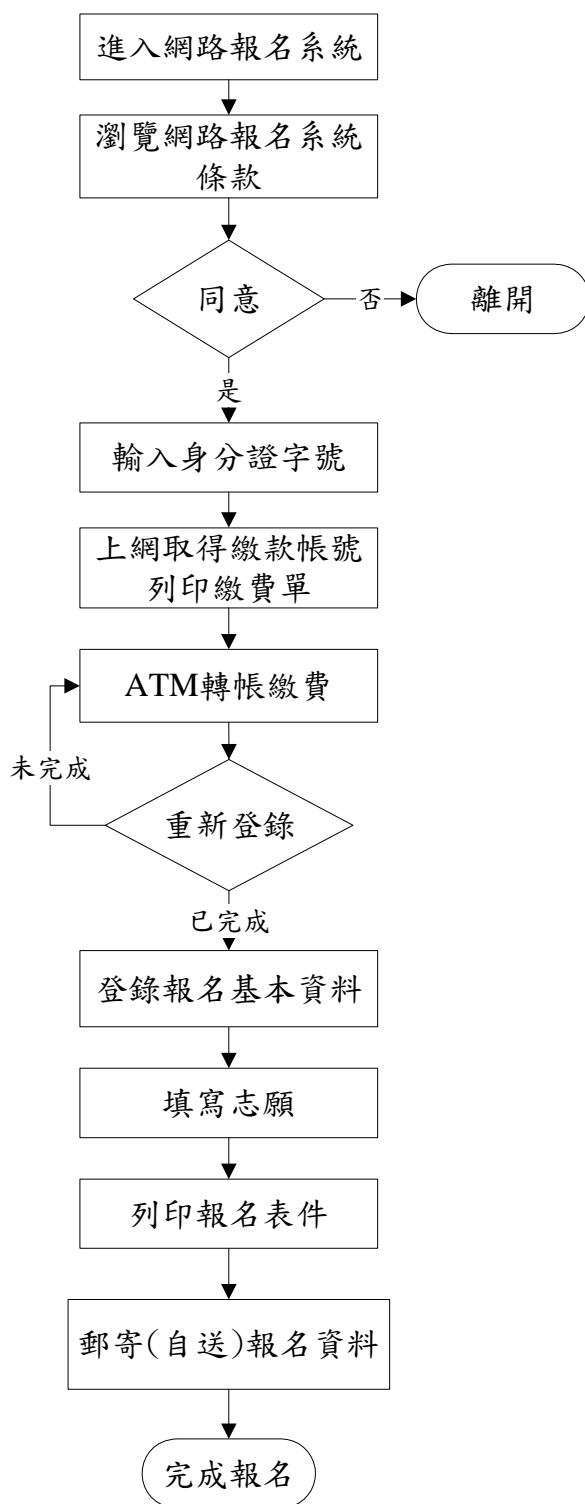 進入網路報名系統
瀏覽網路報名系統
條款
同意
否
離開
是
輸入身分證字號
上網取得繳款帳號
列印繳費單
ATM轉帳繳費
未完成
重新登錄
已完成
登錄報名基本資料
填寫志願
列印報名表件
郵寄(自送)報名資料
完成報名